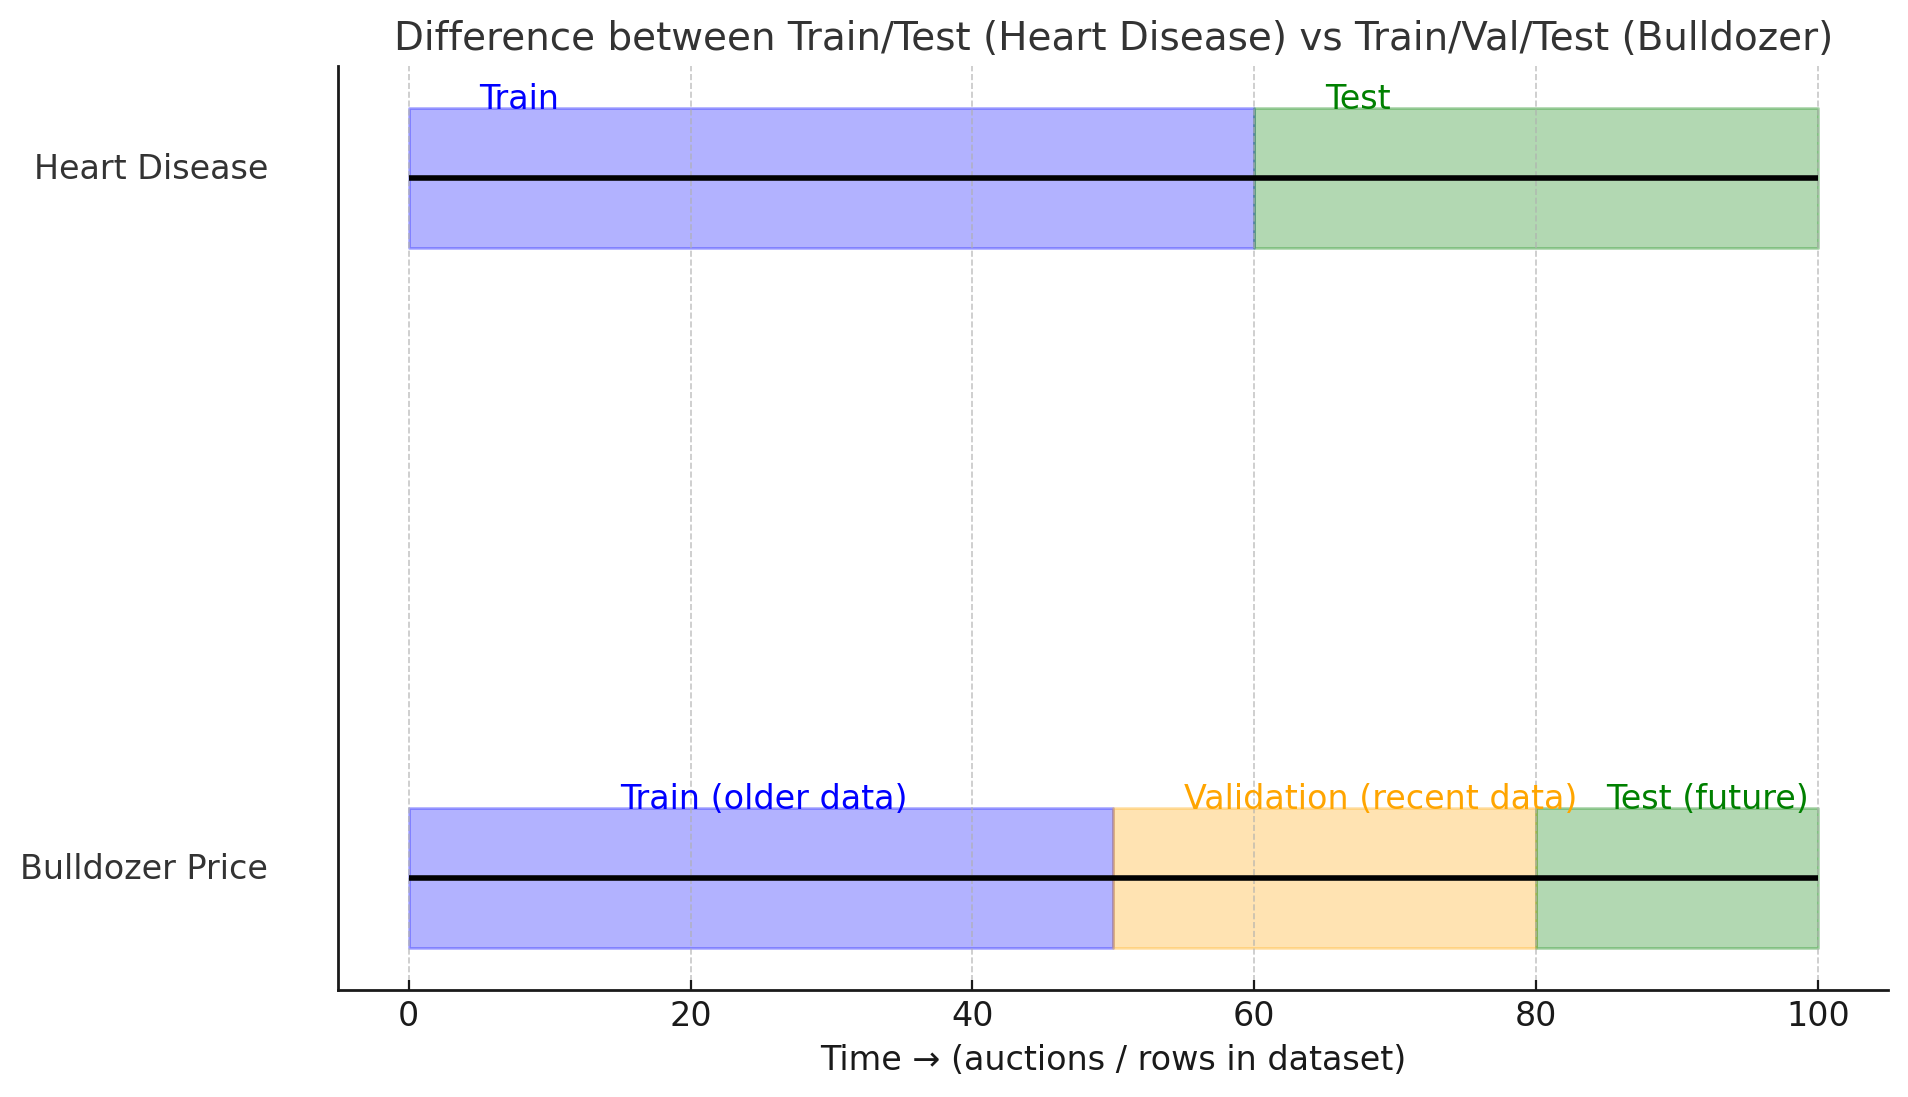 Difference between Train/Test (Heart Disease) vs Train/Val/Test (Bulldozer)
Train
Test
Heart Disease
Train (older data)
Validation (recent data)
Test (future)
Bulldozer Price
0
20
40
60
80
100
Time → (auctions / rows in dataset)